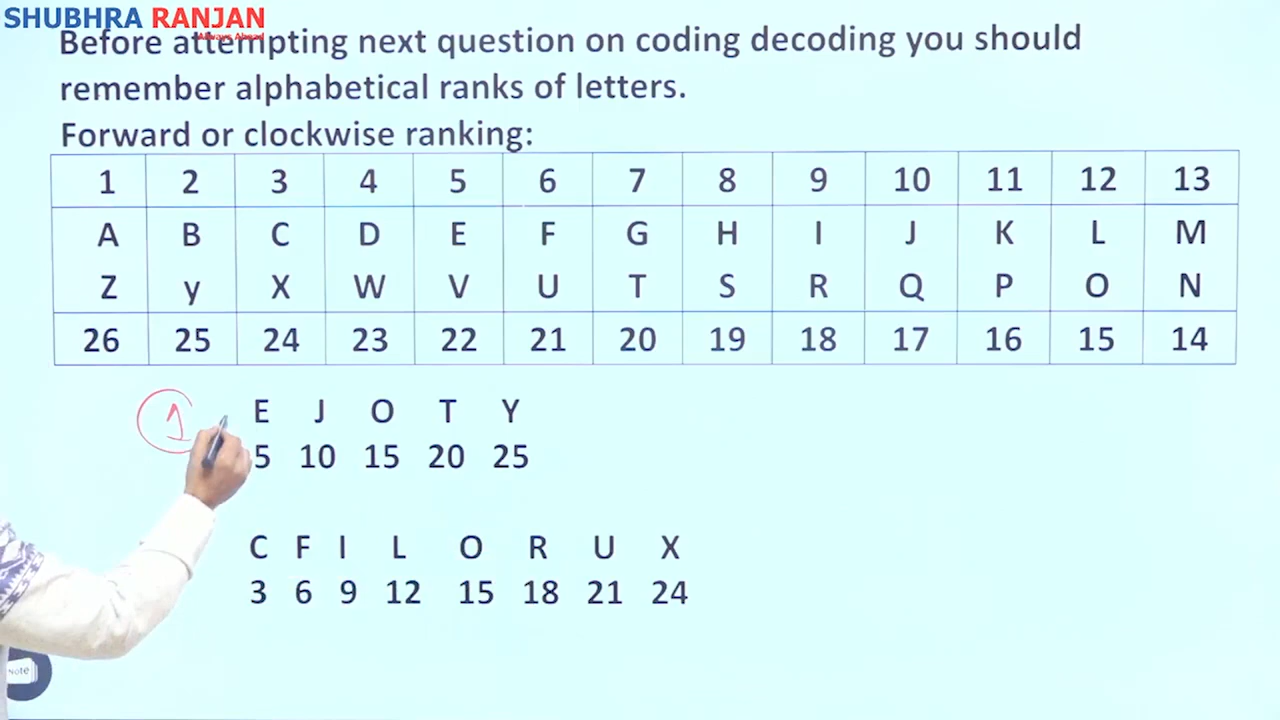 SHUBHRA RANJAN
Always Ahead
Before attempting next question on coding decoding you should
remember alphabetical ranks of letters.
Forward or clockwise ranking:
1 2 3 4 5 6 7 8 9 10 11 12 13
A B C D E F G H I J K L M
Z y X W V U T S R Q P O N
26 25 24 23 22 21 20 19 18 17 16 15 14
1 E J O T Y
5 10 15 20 25
C F I L O R U X
3 6 9 12 15 18 21 24
Note